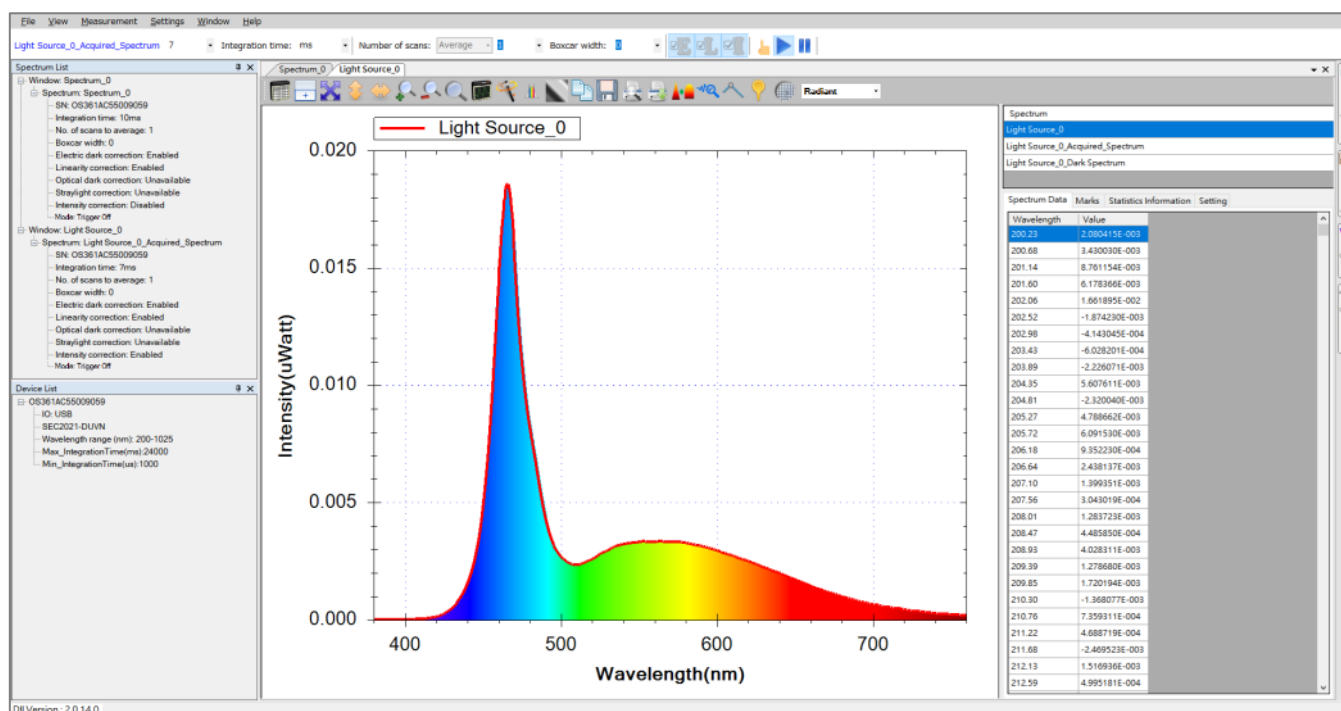 File View Measurement Settings Window Help
Light Source_0_Acquired_Spectrum 7 Integration time: ms Number of scans: Average 1 Boxcar width: 0
Spectrum List
Window: Spectrum_0
Spectrum: Spectrum_0
SN: OS361AC55009059
Integration time: 10ms
No. of scans to average: 1
Boxcar width: 0
Electric dark correction: Enabled
Linearity correction: Enabled
Optical dark correction: Unavailable
Straylight correction: Unavailable
Intensity correction: Disabled
Mode: Trigger Off
Window: Light Source_0
Spectrum: Light Source_0_Acquired_Spectrum
SN: OS361AC55009059
Integration time: 7ms
No. of scans to average: 1
Boxcar width: 0
Electric dark correction: Enabled
Linearity correction: Enabled
Optical dark correction: Unavailable
Straylight correction: Unavailable
Intensity correction: Enabled
Mode: Trigger Off
Device List
OS361AC55009059
IO: USB
SEC2021-DUVN
Wavelength range (nm): 200-1025
Max_IntegrationTime(ms):24000
Min_IntegrationTime(us):1000
Spectrum_0 Light Source_0
Radiant
Light Source_0
0.020
0.015
0.010
0.005
0.000
Intensity(uWatt)
400 500 600 700
Wavelength(nm)
Spectrum
Light Source_0
Light Source_0_Acquired_Spectrum
Light Source_0_Dark Spectrum
Spectrum Data Marks Statistics Information Setting
Wavelength Value
200.23 2.080415E-003
200.68 3.430030E-003
201.14 8.761154E-003
201.60 6.178366E-003
202.06 1.661895E-002
202.52 -1.874230E-003
202.98 -4.143045E-004
203.43 -6.028201E-004
203.89 -2.226071E-003
204.35 5.607611E-003
204.81 -2.320040E-003
205.27 4.788662E-003
205.72 6.091530E-003
206.18 9.352230E-004
206.64 2.438137E-003
207.10 1.399351E-003
207.56 3.043019E-004
208.01 1.283723E-003
208.47 4.485850E-004
208.93 4.028311E-003
209.39 1.278680E-003
209.85 1.720194E-003
210.30 -1.368077E-003
210.76 7.359311E-004
211.22 4.688719E-004
211.68 -2.469523E-003
212.13 1.516936E-003
212.59 4.995181E-004
Dll Version : 2.0.14.0